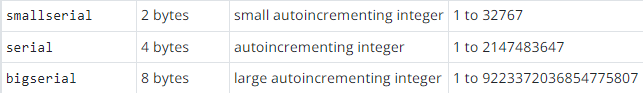 smallserial 2 bytes small autoincrementing integer 1 to 32767
serial 4 bytes autoincrementing integer 1 to 2147483647
bigserial 8 bytes large autoincrementing integer 1 to 9223372036854775807